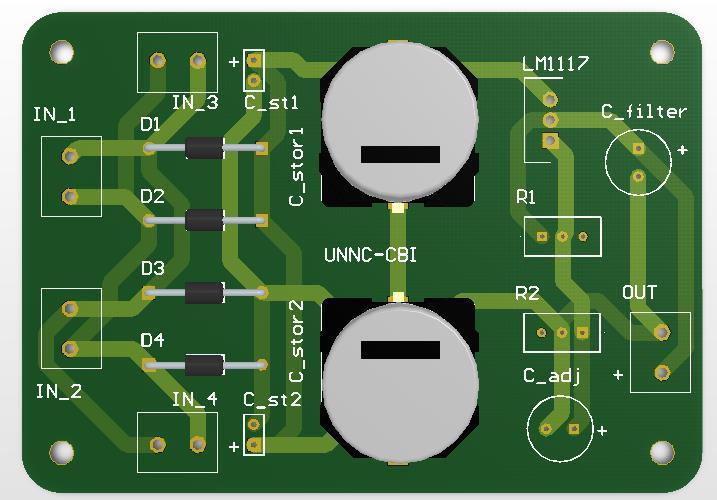 LM1117
IN_3
+
C_st1
C_filter
+
IN_1
D1
C_stor1
D2
R1
UNNC-CBI
D3
R2
OUT
C_stor2
D4
C_adj
+
IN_2
IN_4
C_st2
+
+